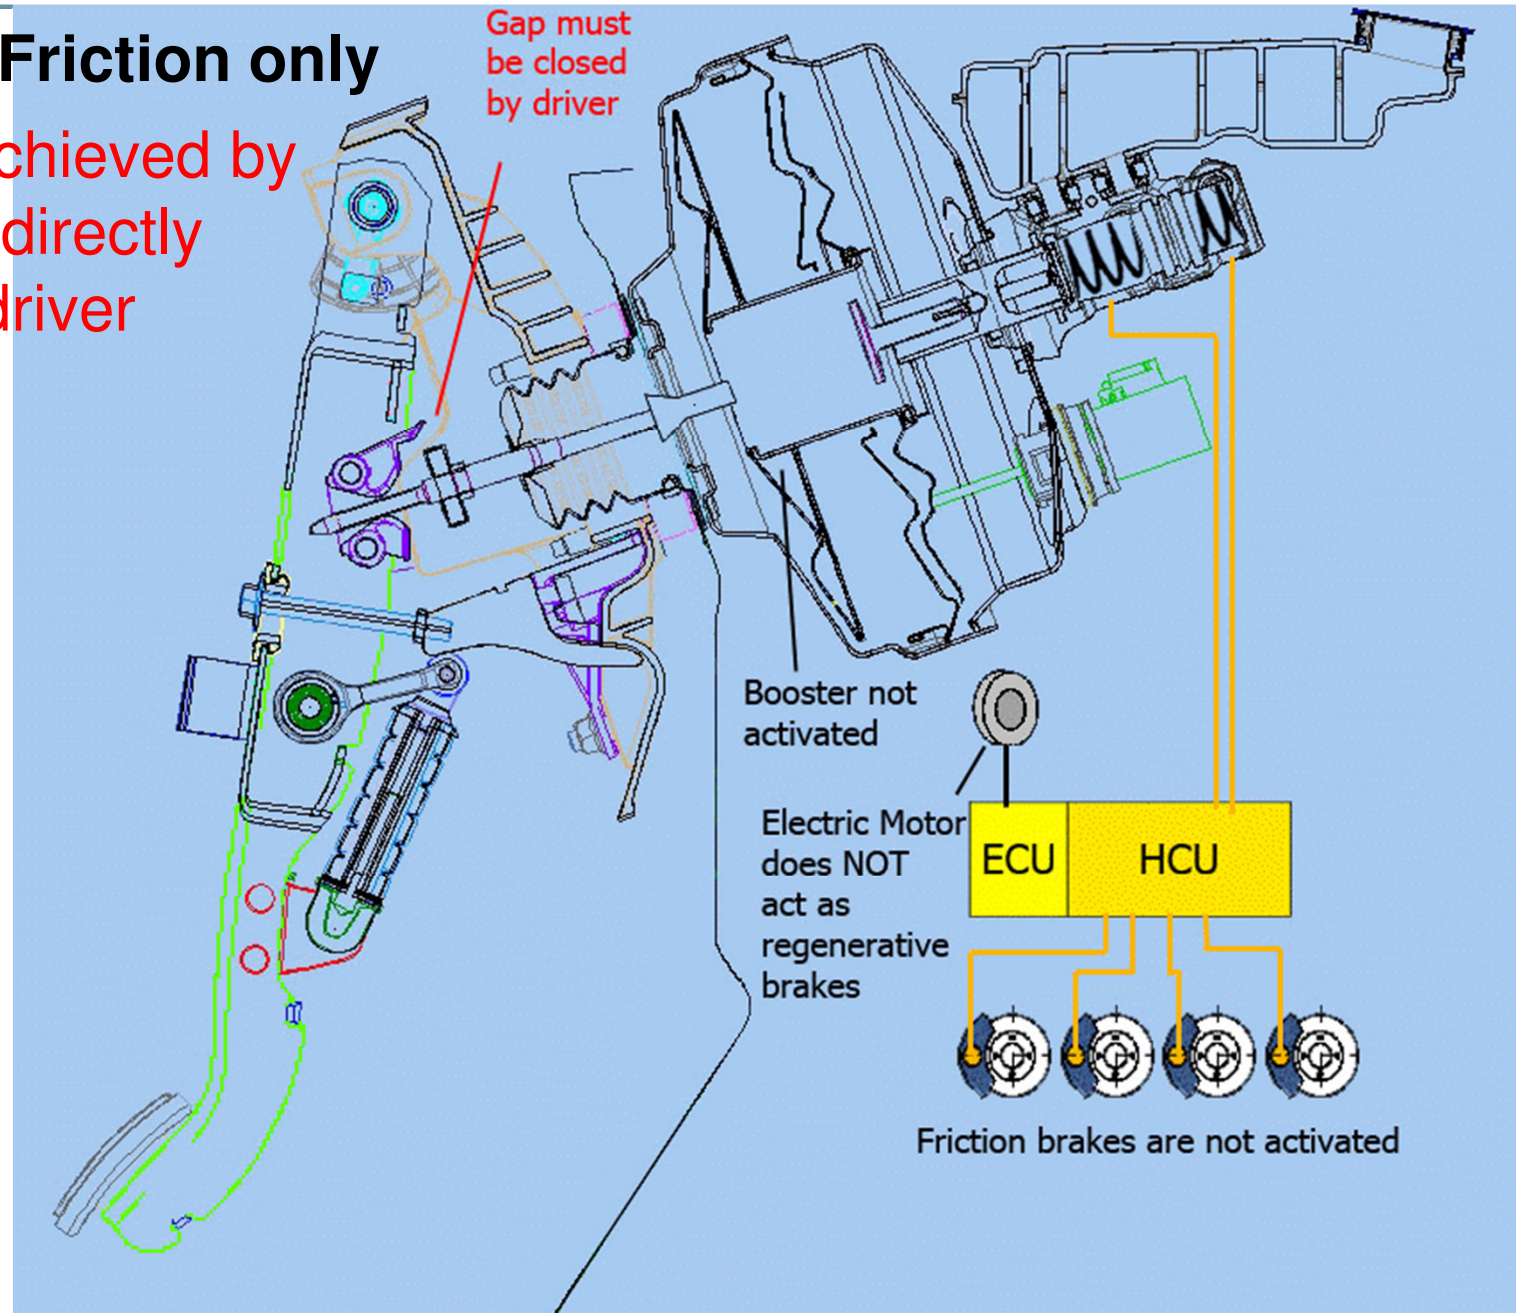 Friction only
chieved by
directly
driver
Gap must
be closed
by driver
Booster not
activated
Electric Motor
does NOT
act as
regenerative
brakes
ECU
HCU
Friction brakes are not activated